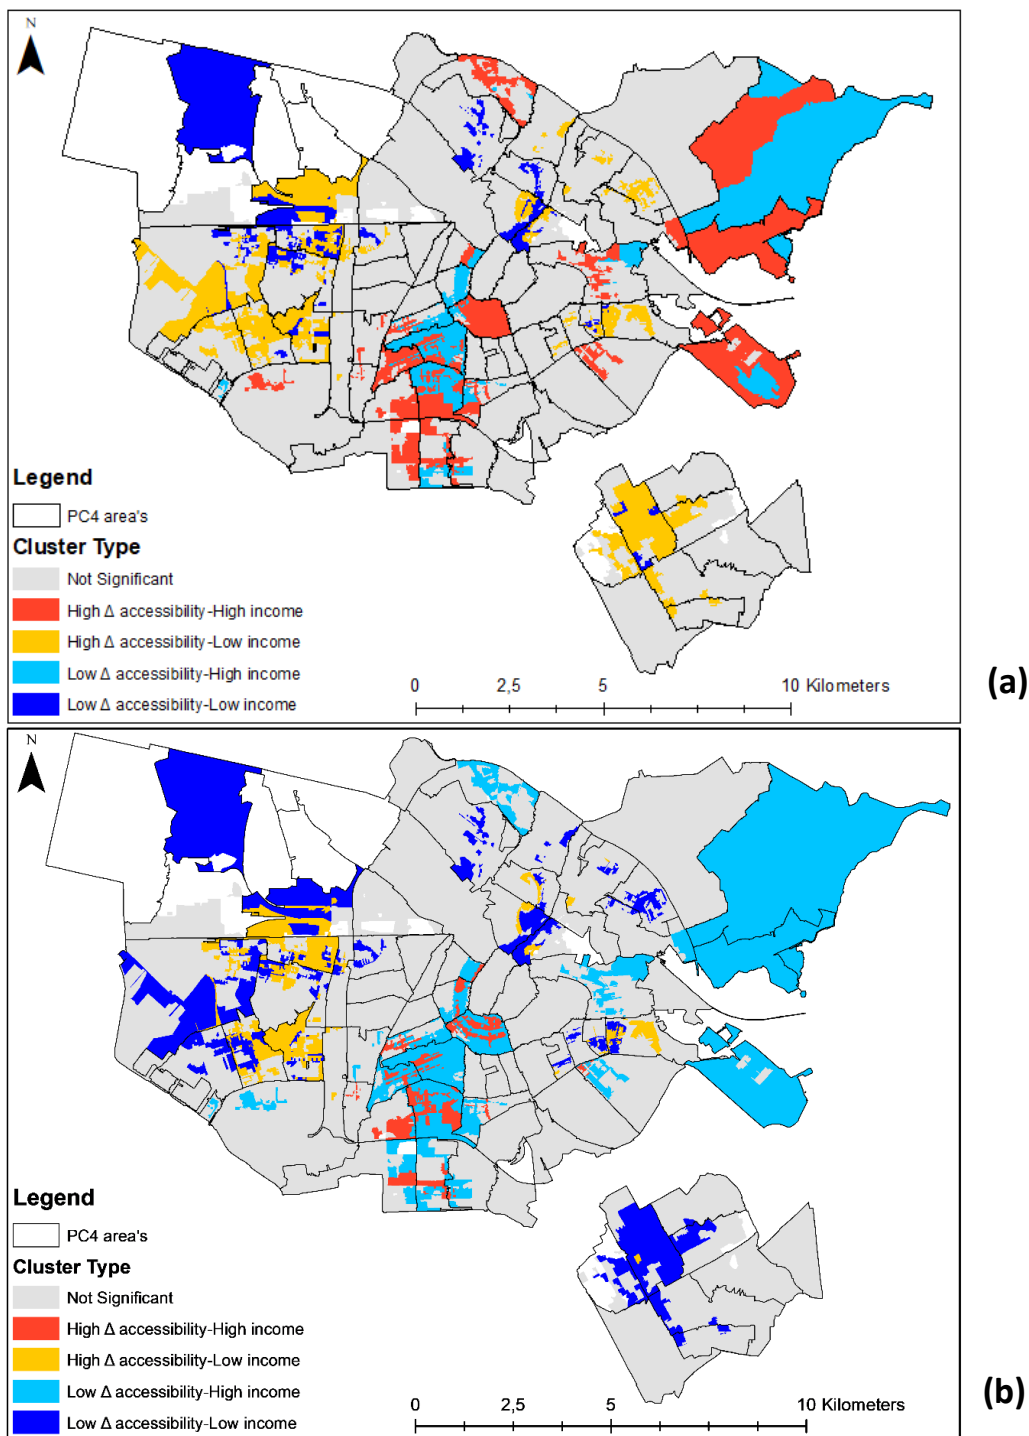 N
Legend
PC4 area's
Cluster Type
Not Significant
High Δ accessibility-High income
High Δ accessibility-Low income
Low Δ accessibility-High income
Low Δ accessibility-Low income
0 2,5 5 10 Kilometers
(a)
N
Legend
PC4 area's
Cluster Type
Not Significant
High Δ accessibility-High income
High Δ accessibility-Low income
Low Δ accessibility-High income
Low Δ accessibility-Low income
0 2,5 5 10 Kilometers
(b)